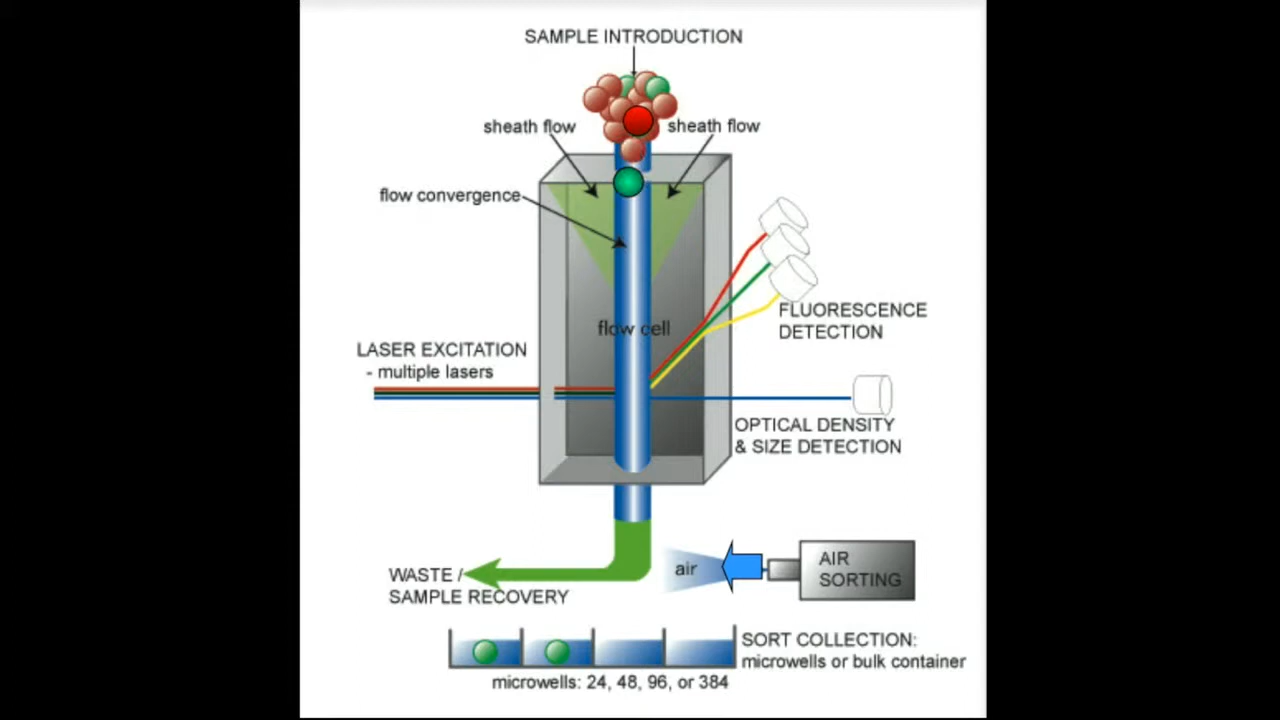 SAMPLE INTRODUCTION
sheath flow
sheath flow
flow convergence
flow cell
FLUORESCENCE
DETECTION
LASER EXCITATION
- multiple lasers
OPTICAL DENSITY
& SIZE DETECTION
air
AIR
SORTING
WASTE /
SAMPLE RECOVERY
SORT COLLECTION:
microwells or bulk container
microwells: 24, 48, 96, or 384